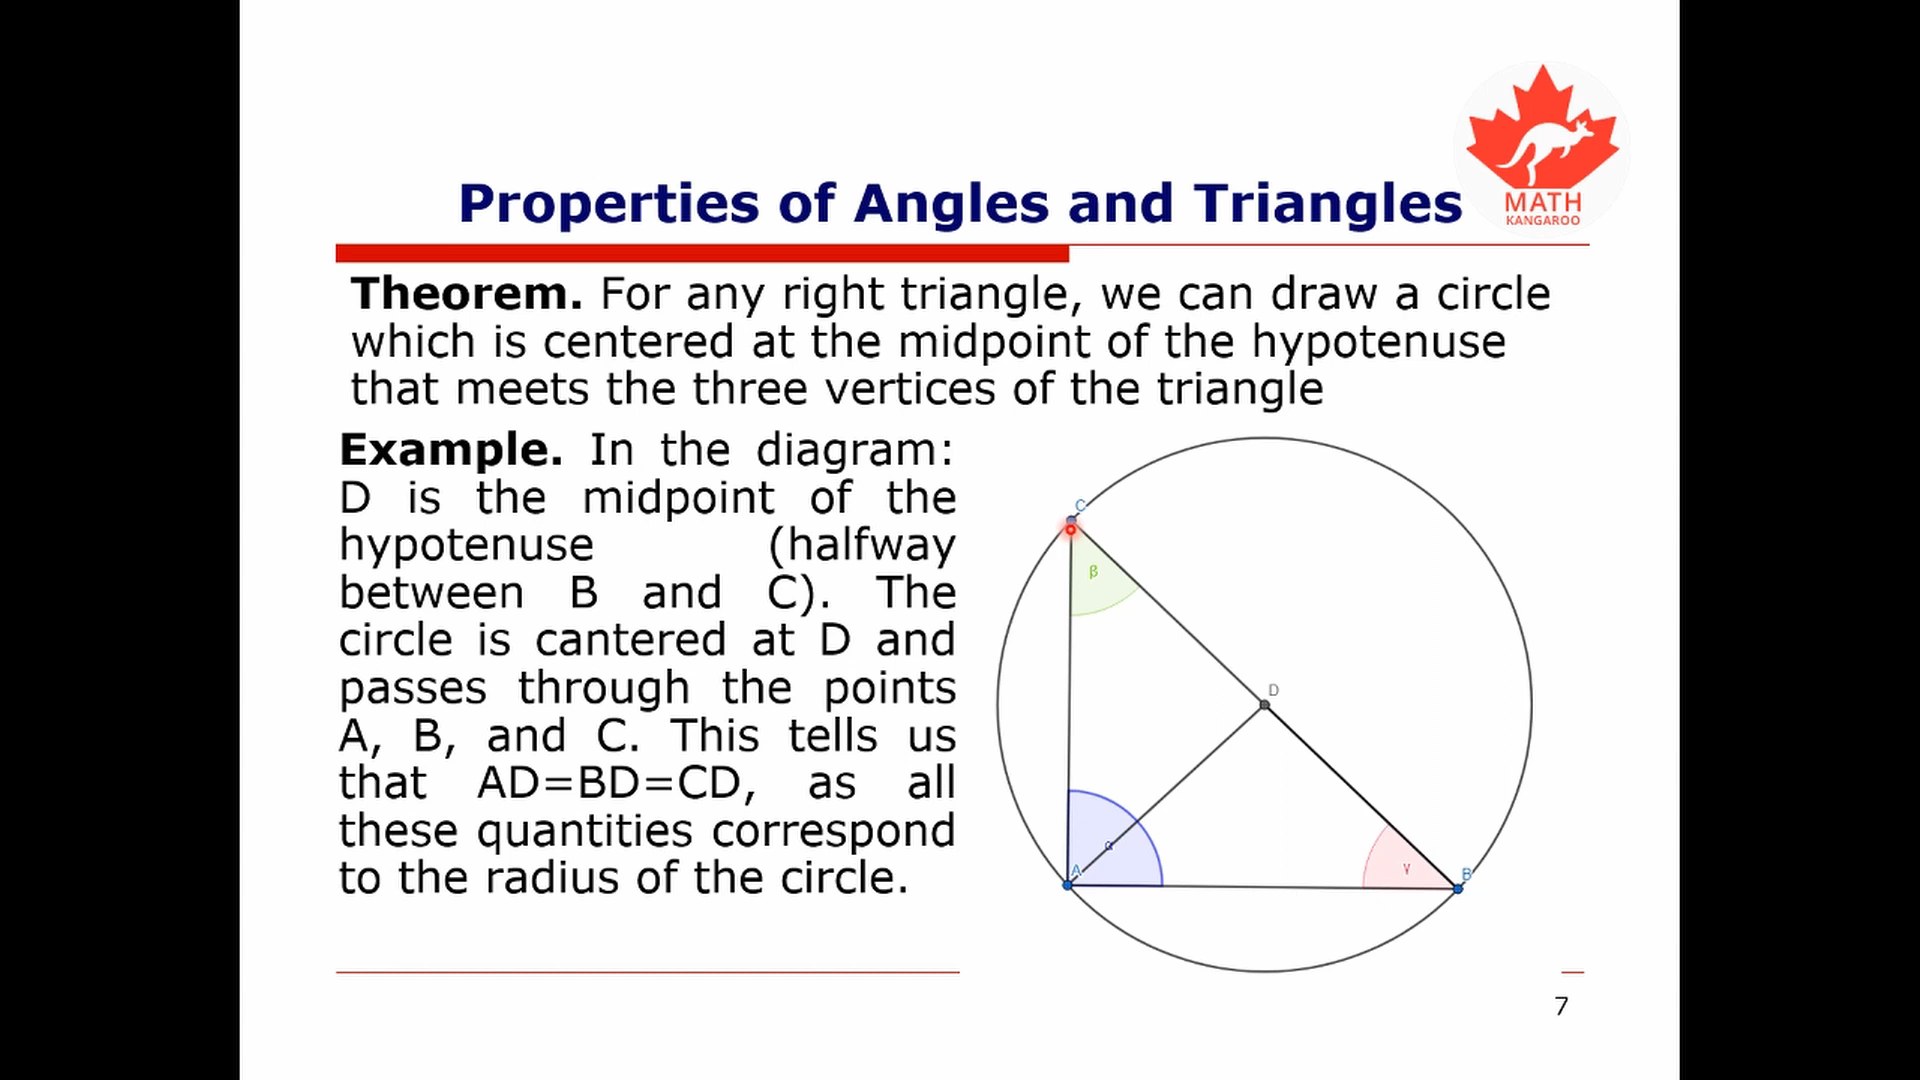 MATH
KANGAROO
Properties of Angles and Triangles
Theorem. For any right triangle, we can draw a circle
which is centered at the midpoint of the hypotenuse
that meets the three vertices of the triangle
Example. In the diagram:
D is the midpoint of the
hypotenuse (halfway
between B and C). The
circle is cantered at D and
passes through the points
A, B, and C. This tells us
that AD=BD=CD, as all
these quantities correspond
to the radius of the circle.
C
β
D
α
A
γ
B
7